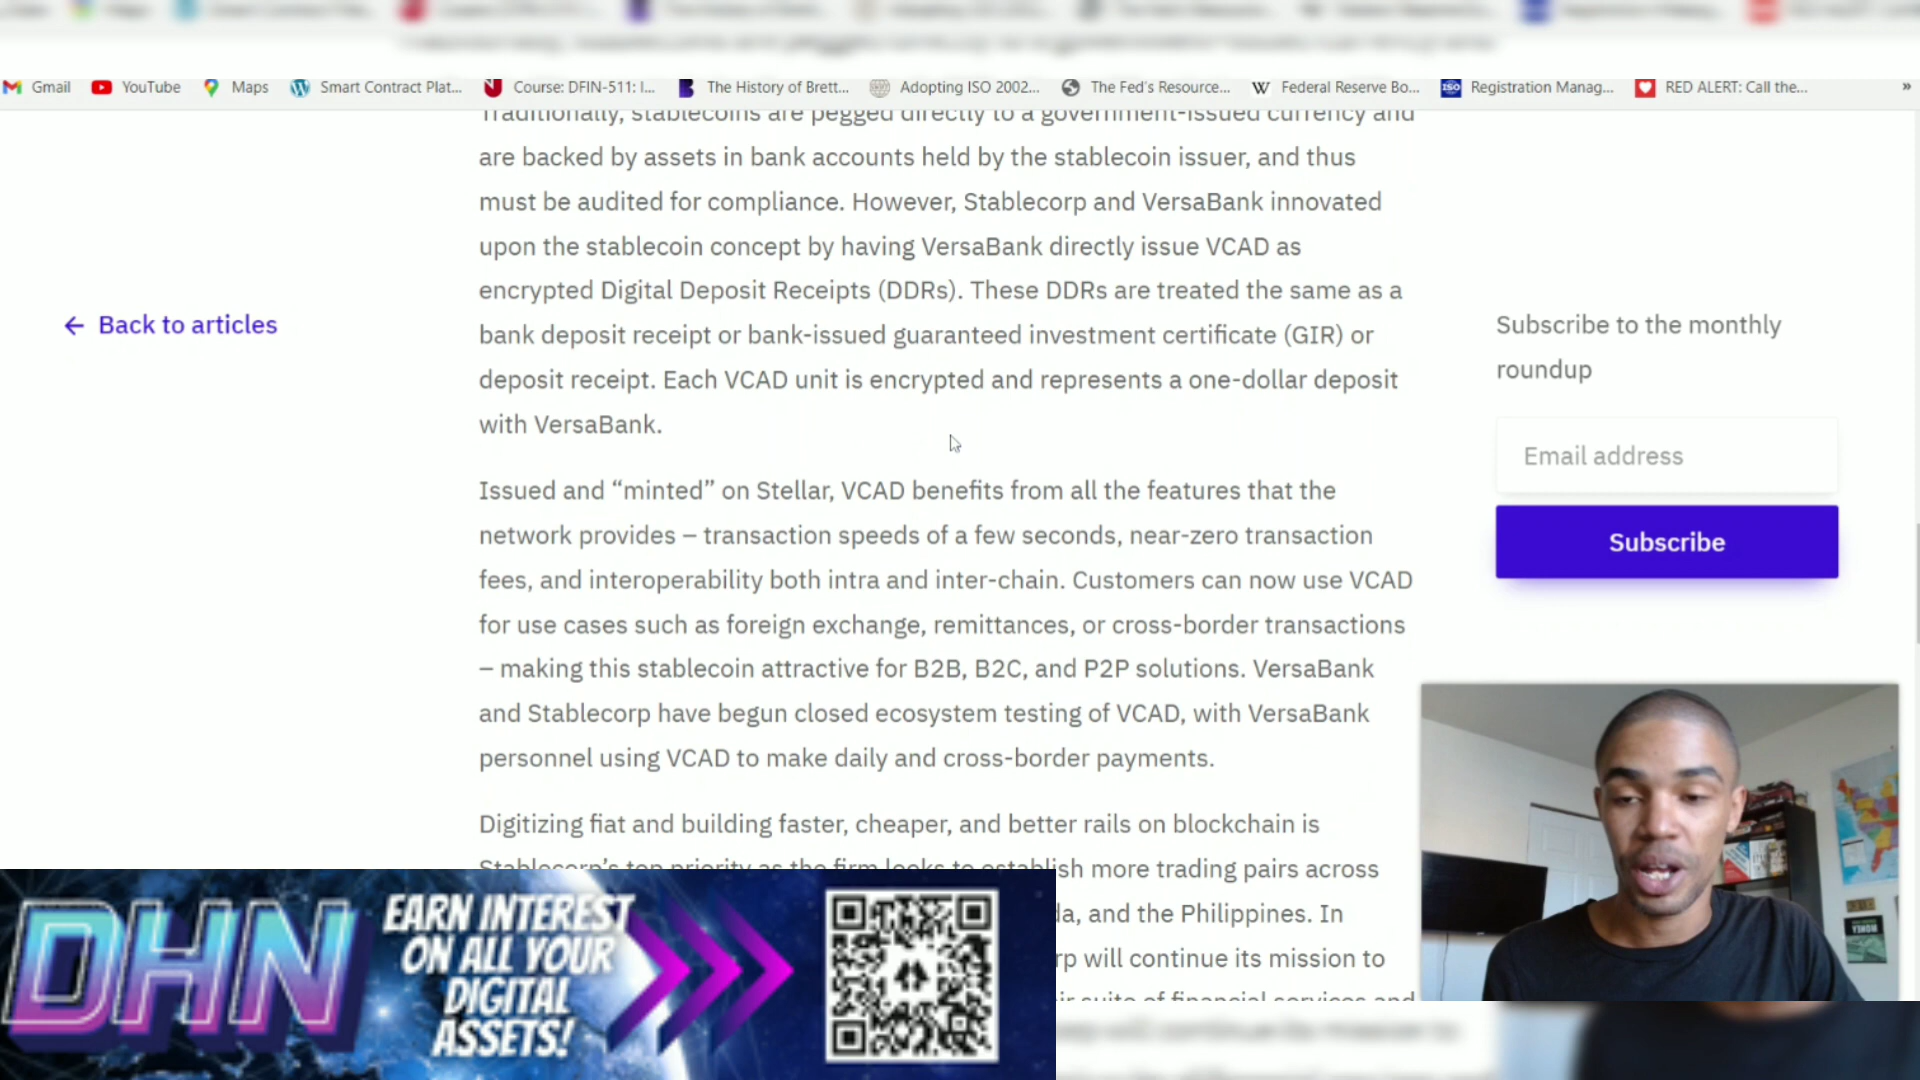 Gmail YouTube Maps Smart Contract Plat... Course: DFIN-511: I... The History of Brett... Adopting ISO 2002... The Fed's Resource... Federal Reserve Bo... ISO Registration Manag... RED ALERT: Call the... »
Traditionally, stablecoins are pegged directly to a government-issued currency and
are backed by assets in bank accounts held by the stablecoin issuer, and thus
must be audited for compliance. However, Stablecorp and VersaBank innovated
upon the stablecoin concept by having VersaBank directly issue VCAD as
encrypted Digital Deposit Receipts (DDRs). These DDRs are treated the same as a
bank deposit receipt or bank-issued guaranteed investment certificate (GIR) or
deposit receipt. Each VCAD unit is encrypted and represents a one-dollar deposit
with VersaBank.
← Back to articles
Issued and “minted” on Stellar, VCAD benefits from all the features that the
network provides – transaction speeds of a few seconds, near-zero transaction
fees, and interoperability both intra and inter-chain. Customers can now use VCAD
for use cases such as foreign exchange, remittances, or cross-border transactions
– making this stablecoin attractive for B2B, B2C, and P2P solutions. VersaBank
and Stablecorp have begun closed ecosystem testing of VCAD, with VersaBank
personnel using VCAD to make daily and cross-border payments.
Digitizing fiat and building faster, cheaper, and better rails on blockchain is
Stablecorp's top priority as the firm looks to establish more trading pairs across
da, and the Philippines. In
rp will continue its mission to
ir suite of financial services and
Subscribe to the monthly
roundup
Email address
Subscribe
DHN
EARN INTEREST
ON ALL YOUR
DIGITAL
ASSETS!
MONEY